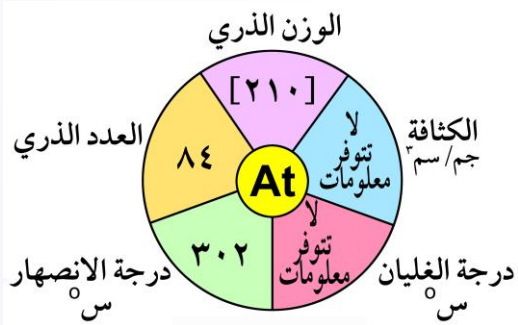 الوزن الذري
[٢١٠]
الكثافة
جم/ سم٣
لا
تتوفر
معلومات
العدد الذري
٨٤
At
درجة الغليان
س°
لا
تتوفر
معلومات
درجة الانصهار
س°
٣٠٢